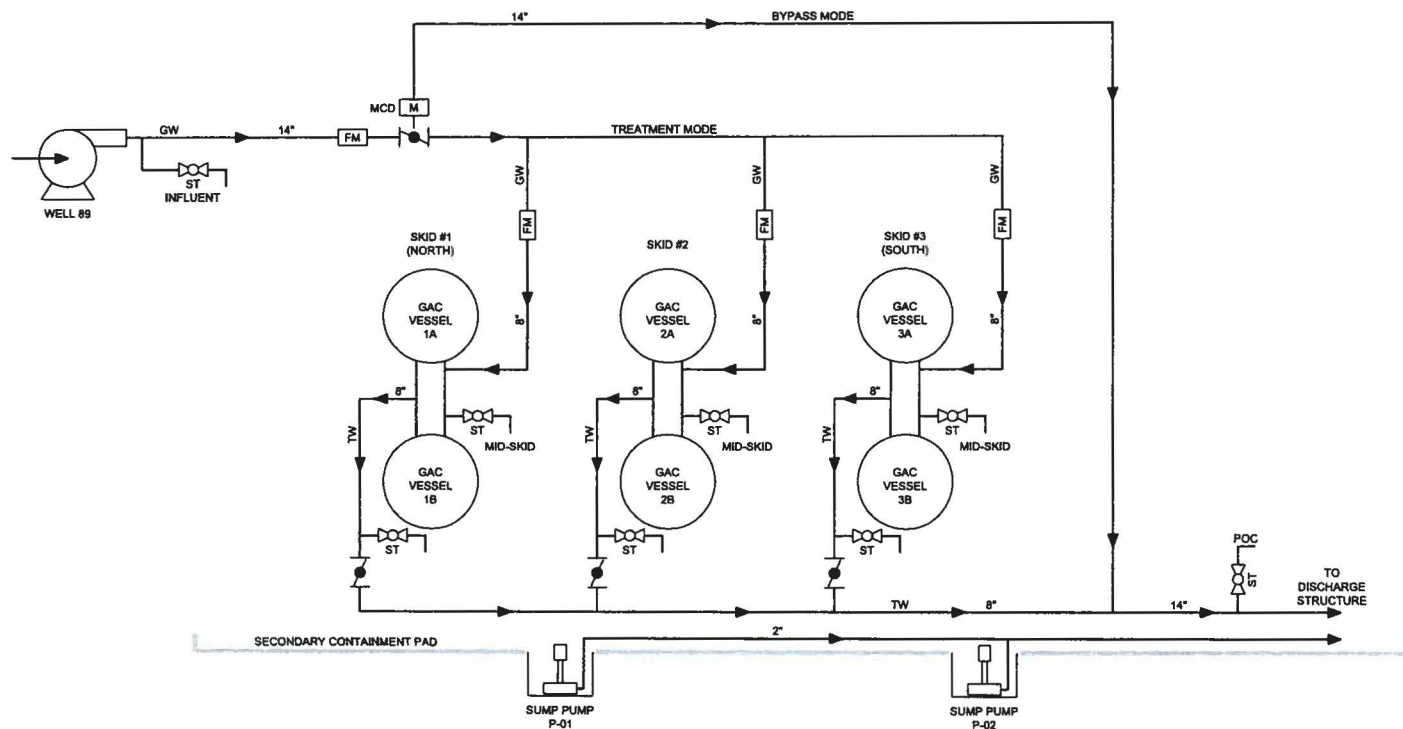 14" BYPASS MODE
MCD M
GW 14" FM TREATMENT MODE
ST
INFLUENT
WELL 89
GW GW GW
FM FM FM
SKID #1
(NORTH)
SKID #2
SKID #3
(SOUTH)
GAC
VESSEL
1A
8"
GAC
VESSEL
2A
8"
GAC
VESSEL
3A
8"
8" 8" 8"
TW ST MID-SKID
TW ST MID-SKID
TW ST MID-SKID
GAC
VESSEL
1B
GAC
VESSEL
2B
GAC
VESSEL
3B
ST ST ST
POC
ST
TO
DISCHARGE
STRUCTURE
TW 8" 14"
SECONDARY CONTAINMENT PAD 2"
SUMP PUMP
P-01
SUMP PUMP
P-02